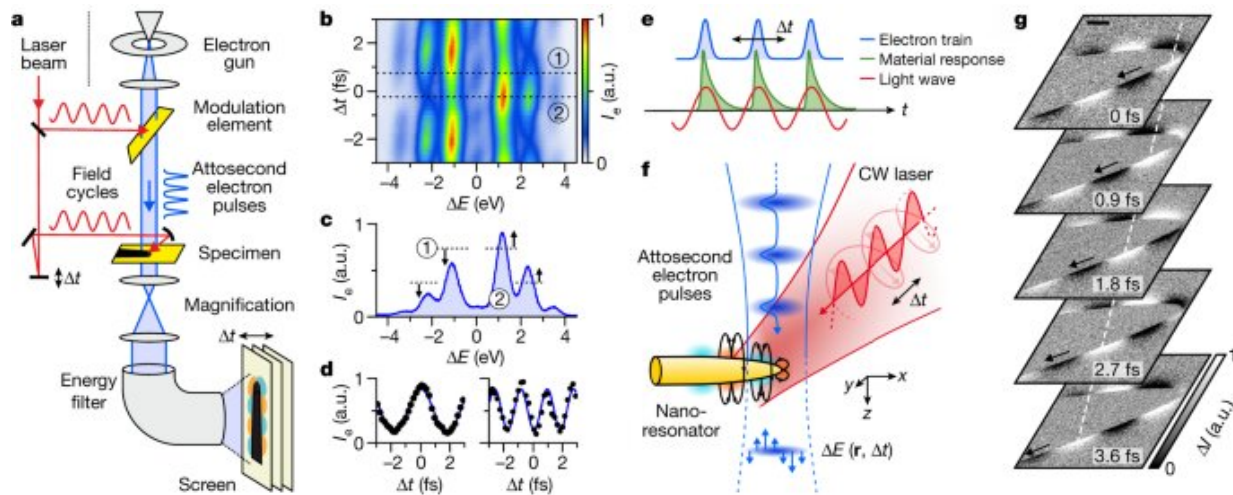 a
Laser
beam
Electron
gun
Modulation
element
Attosecond
electron
pulses
Field
cycles
Specimen
Δt
Magnification
Δt
Energy
filter
Screen
b
2
0
−2
Δt (fs)
1
2
−4 −2 0 2 4
ΔE (eV)
1
0
Ie (a.u.)
c
1
0
Ie (a.u.)
1
2
−4 −2 0 2 4
ΔE (eV)
d
1
0
Ie (a.u.)
−2 0 2
Δt (fs)
−2 0 2
Δt (fs)
e
Δt
Electron train
Material response
Light wave
t
f
CW laser
Attosecond
electron
pulses
Δt
Nano-
resonator
y x
z
ΔE (r, Δt)
g
0 fs
0.9 fs
1.8 fs
2.7 fs
3.6 fs
1
0
ΔI (a.u.)